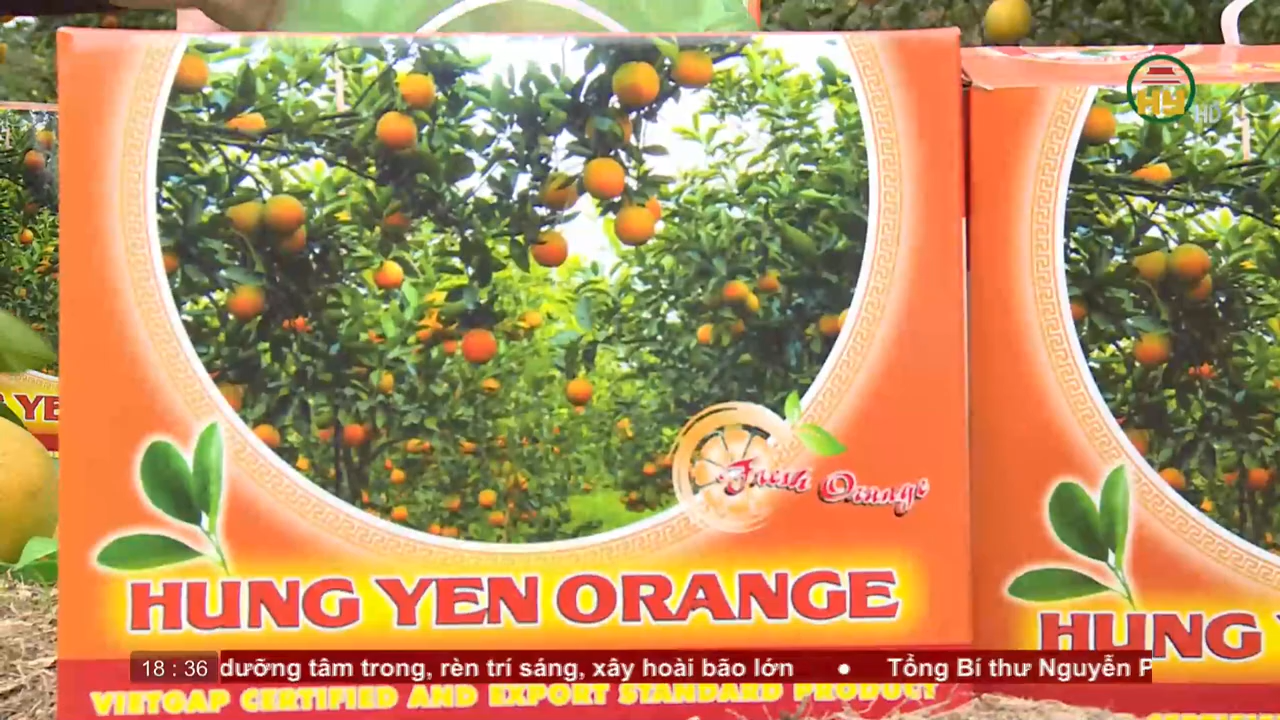 HY HD
Fresh Orange
YE
HUNG YEN ORANGE
HUNG
18 : 36 dưỡng tâm trong, rèn trí sáng, xây hoài bão lớn • Tổng Bí thư Nguyễn P
VIETGAP CERTIFIED AND EXPORT STANDARD PRODUCT